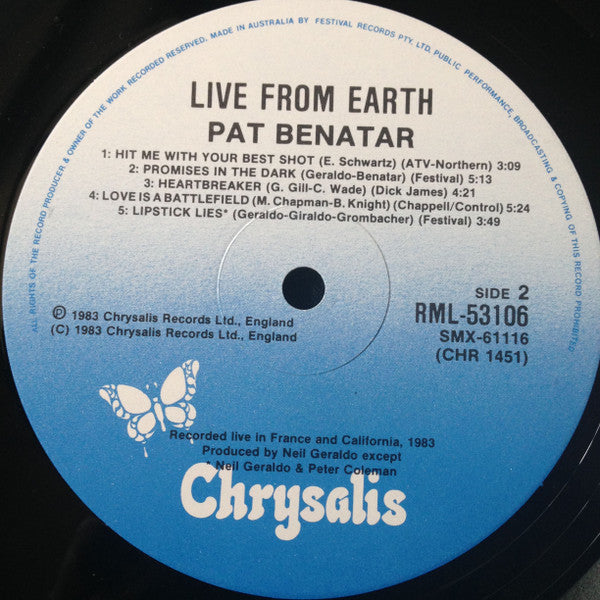 ALL RIGHTS OF THE RECORD PRODUCER & OWNER OF THE WORK RECORDED RESERVED. MADE IN AUSTRALIA BY FESTIVAL RECORDS PTY. LTD. PUBLIC PERFORMANCE, BROADCASTING & COPYING OF THIS RECORD PROHIBITED
LIVE FROM EARTH
PAT BENATAR
1: HIT ME WITH YOUR BEST SHOT (E. Schwartz) (ATV-Northern) 3:09
2: PROMISES IN THE DARK (Geraldo-Benatar) (Festival) 5:13
3: HEARTBREAKER (G. Gill-C. Wade) (Dick James) 4:21
4: LOVE IS A BATTLEFIELD (M. Chapman-B. Knight) (Chappell/Control) 5:24
5: LIPSTICK LIES* (Geraldo-Giraldo-Grombacher) (Festival) 3:49
SIDE 2
RML-53106
SMX-61116
(CHR 1451)
℗ 1983 Chrysalis Records Ltd., England
(C) 1983 Chrysalis Records Ltd., England
Recorded live in France and California, 1983
Produced by Neil Geraldo except
* Neil Geraldo & Peter Coleman
Chrysalis